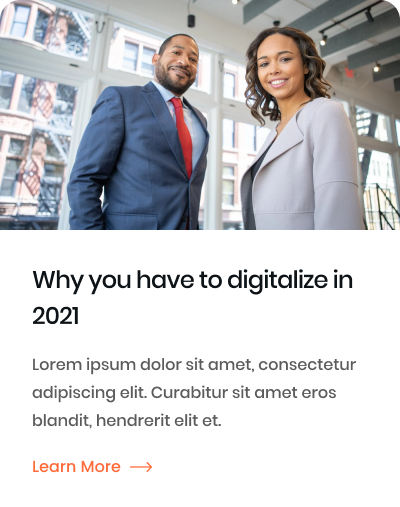 Why you have to digitalize in
2021
Lorem ipsum dolor sit amet, consectetur
adipiscing elit. Curabitur sit amet eros
blandit, hendrerit elit et.
Learn More